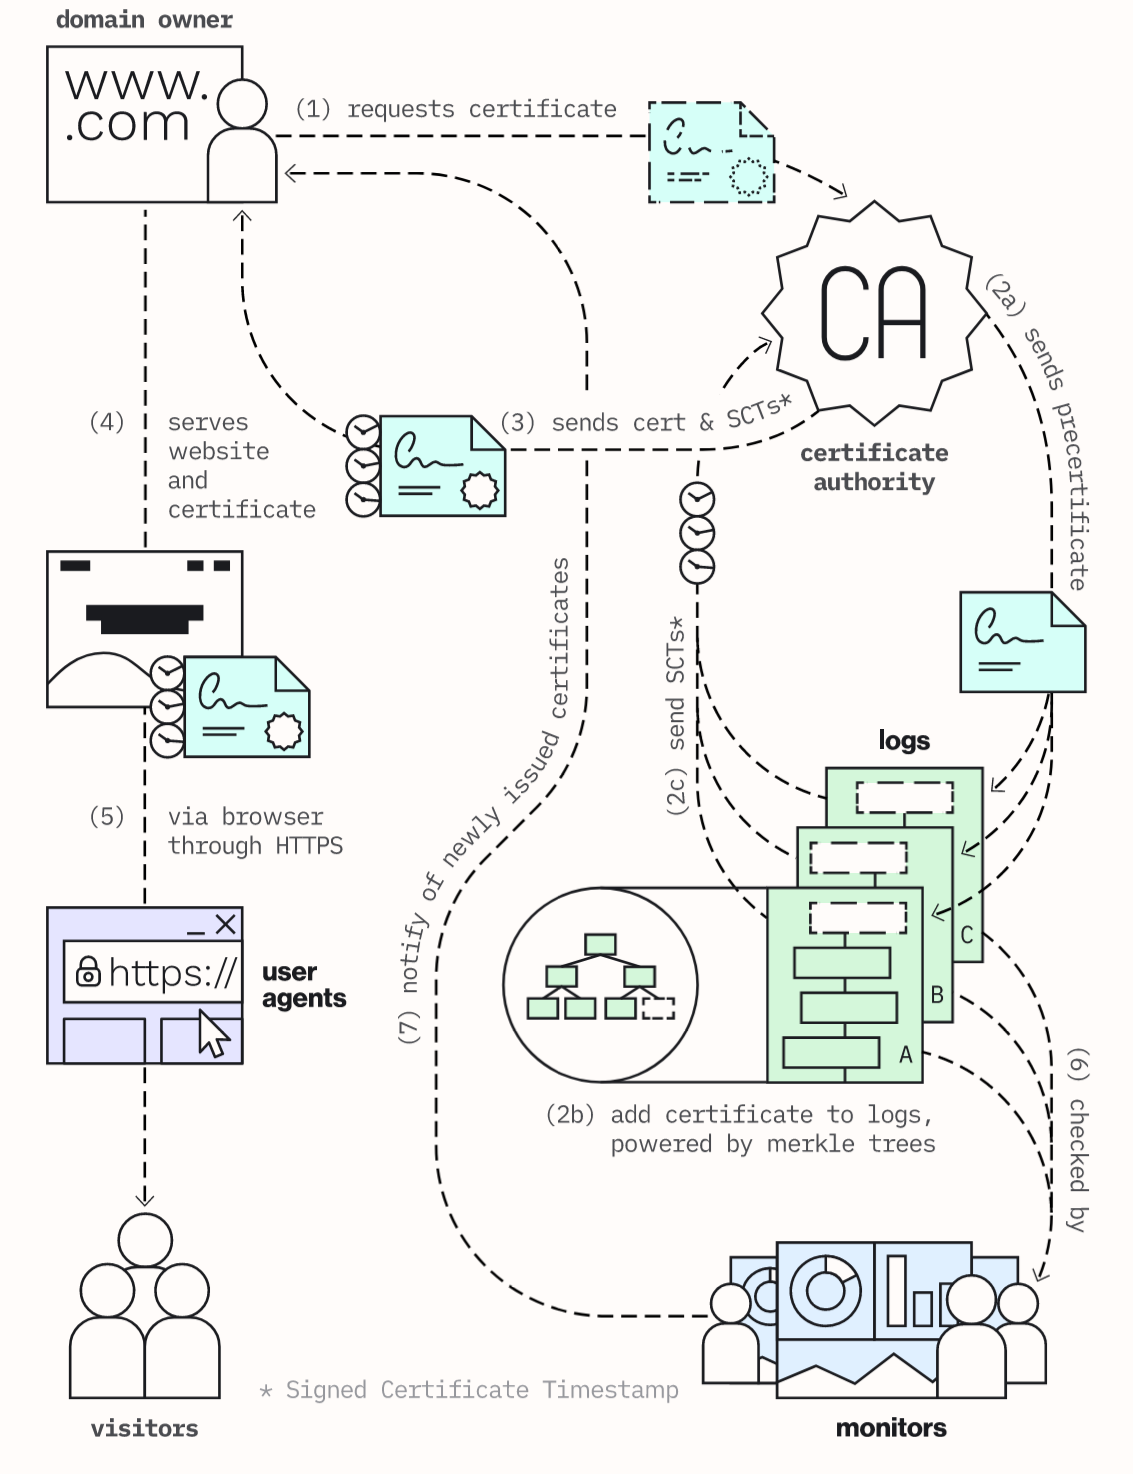 domain owner
www.
.com
(1) requests certificate
CA
(2a) sends precertificate
(3) sends cert & SCTs*
certificate
authority
(4) serves
website
and
certificate
(2c) send SCTs*
logs
(5) via browser
through HTTPS
(7) notify of newly issued certificates
https://
user
agents
C
B
A
(2b) add certificate to logs,
powered by merkle trees
(6) checked by
* Signed Certificate Timestamp
visitors
monitors